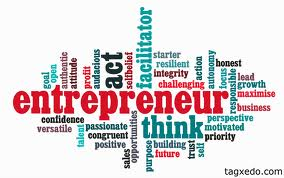 goal
open
authentic
attitude
profit
audacious
act
selfbelief
facilitator
starter
resilient
integrity
challenging
action
autonomy
honest
focus
responsible
lead
growth
maximise
entrepreneur
business
confidence
versatile
talent
passionate
congruent
positive
sales
opportunities
think
purpose
building
future
trust
self
perspective
motivated
priority
tagxedo.com